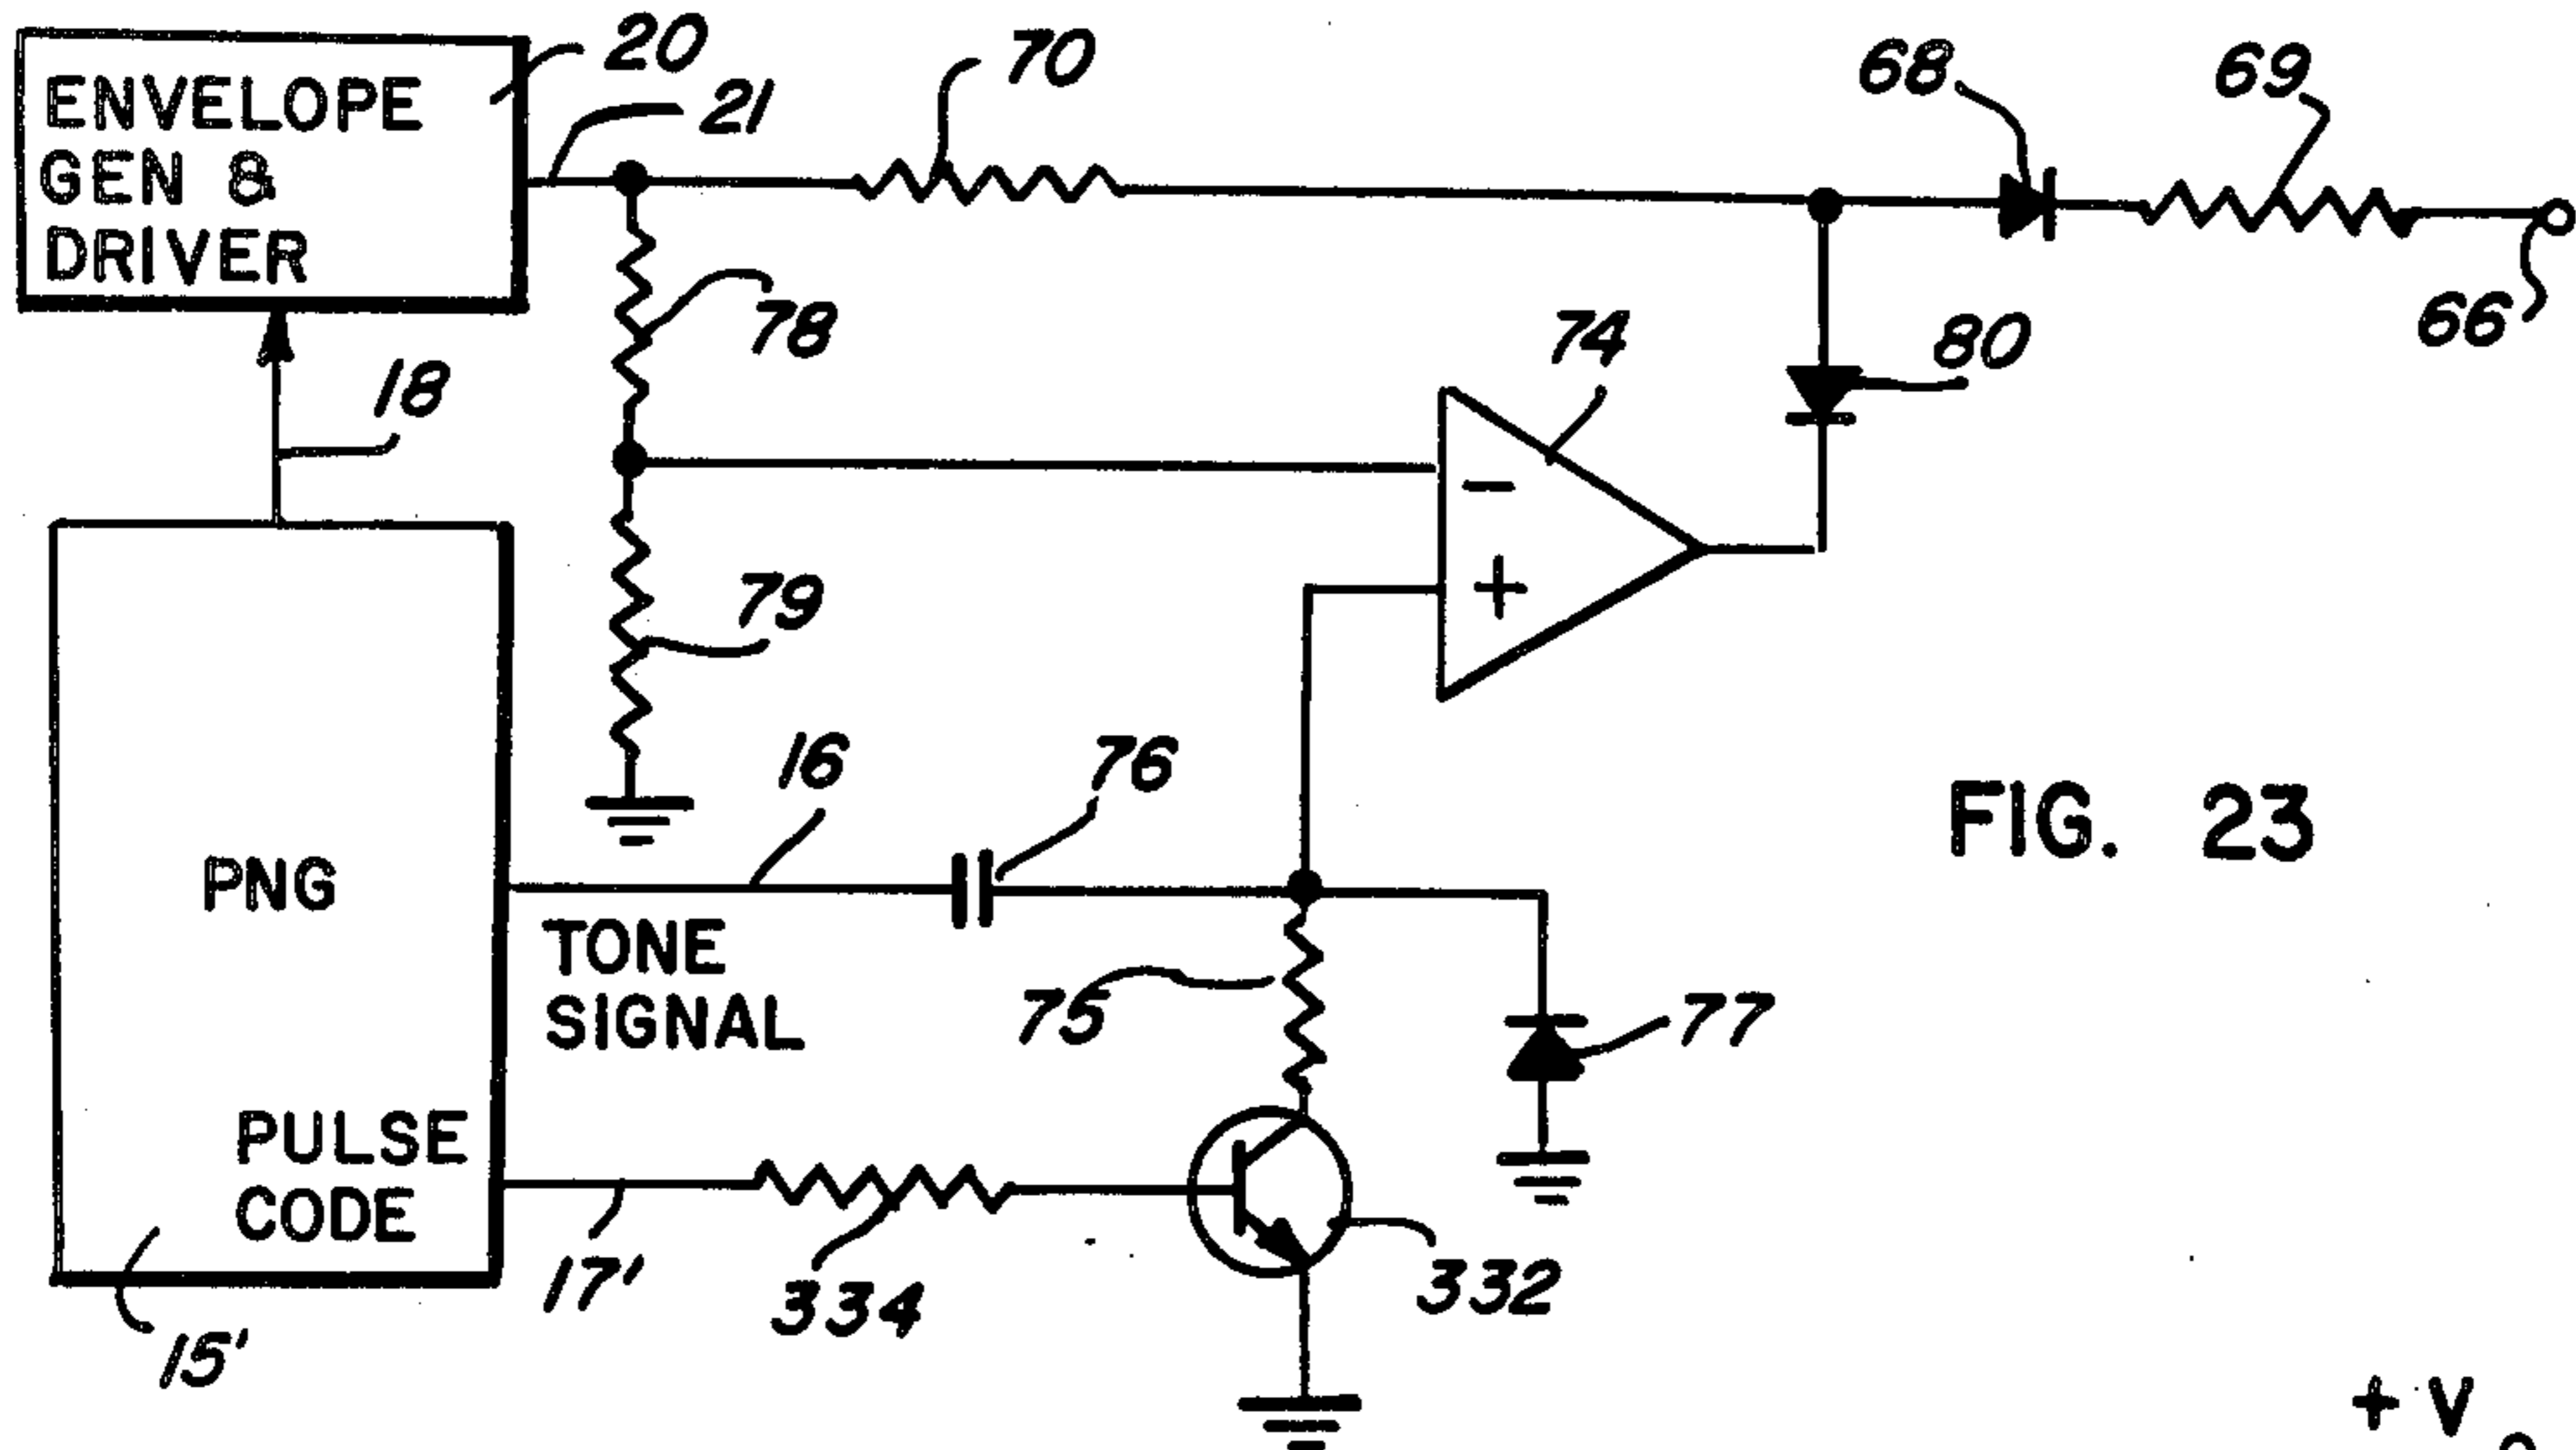 20
70
68
69
ENVELOPE
GEN &
DRIVER
21
66
78
74
80
18
79
-
+
16
76
FIG. 23
PNG
TONE
SIGNAL
75
77
PULSE
CODE
17'
334
332
15'
+ V